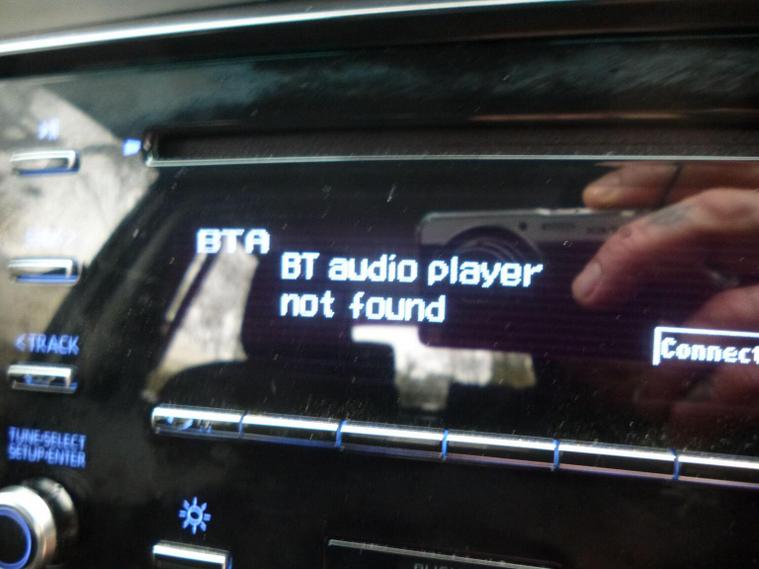 BTA
BT audio player
not found
Connect
<TRACK
TUNE·SELECT
SETUP·ENTER